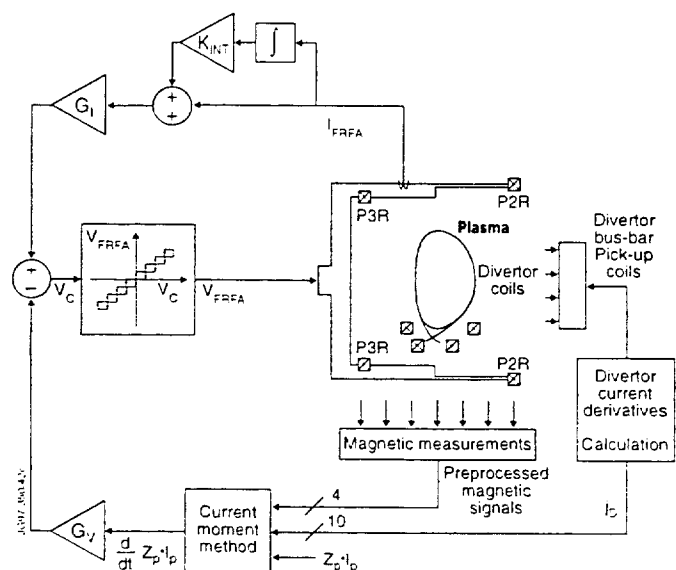 K_INT
∫
+
+
G_I
I_FRFA
P2R
P3R
Plasma
Divertor
bus-bar
Pick-up
coils
Divertor
coils
V_FRFA
V_C
+
−
V_C
V_FRFA
P3R
P2R
Divertor
current
derivatives
Calculation
Magnetic measurements
Preprocessed
magnetic
signals
4
10
Current
moment
method
G_V
d
dt
Z_p·I_p
Z_p·I_p